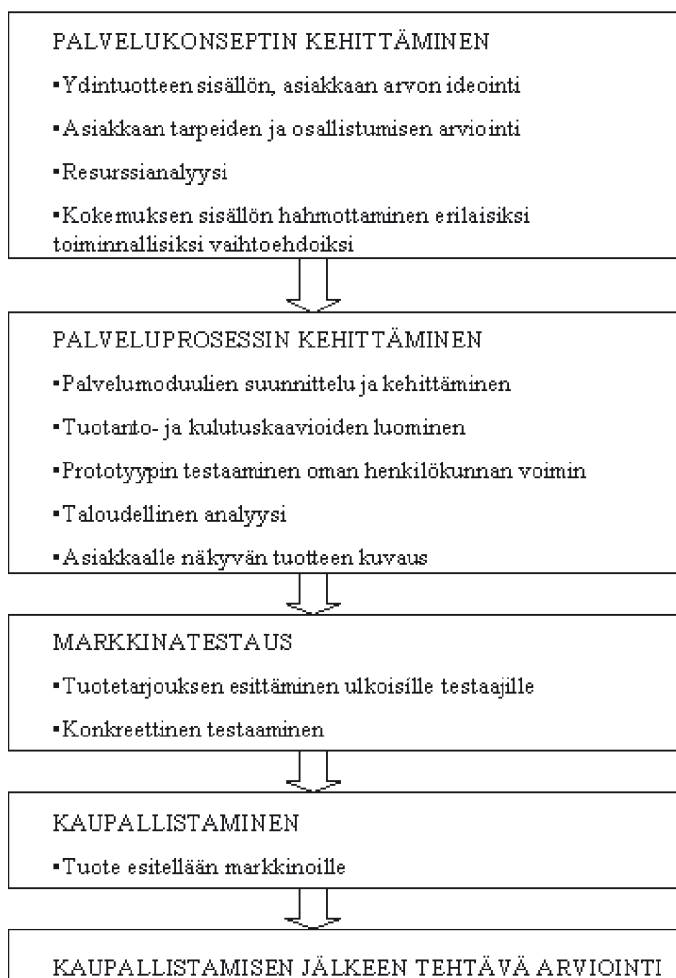 PALVELUKONSEPTIN KEHITTÄMINEN
▪Ydintuotteen sisällön, asiakkaan arvon ideointi
▪Asiakkaan tarpeiden ja osallistumisen arviointi
▪Resurssianalyysi
▪Kokemuksen sisällön hahmottaminen erilaisiksi
toiminnallisiksi vaihtoehdoiksi
PALVELUPROSESSIN KEHITTÄMINEN
▪Palvelumoduulien suunnittelu ja kehittäminen
▪Tuotanto- ja kulutuskaavioiden luominen
▪Prototyypin testaaminen oman henkilökunnan voimin
▪Taloudellinen analyysi
▪Asiakkaalle näkyvän tuotteen kuvaus
MARKKINATESTAUS
▪Tuotetarjouksen esittäminen ulkoisille testaajille
▪Konkreettinen testaaminen
KAUPALLISTAMINEN
▪Tuote esitellään markkinoille
KAUPALLISTAMISEN JÄLKEEN TEHTÄVÄ ARVIOINTI